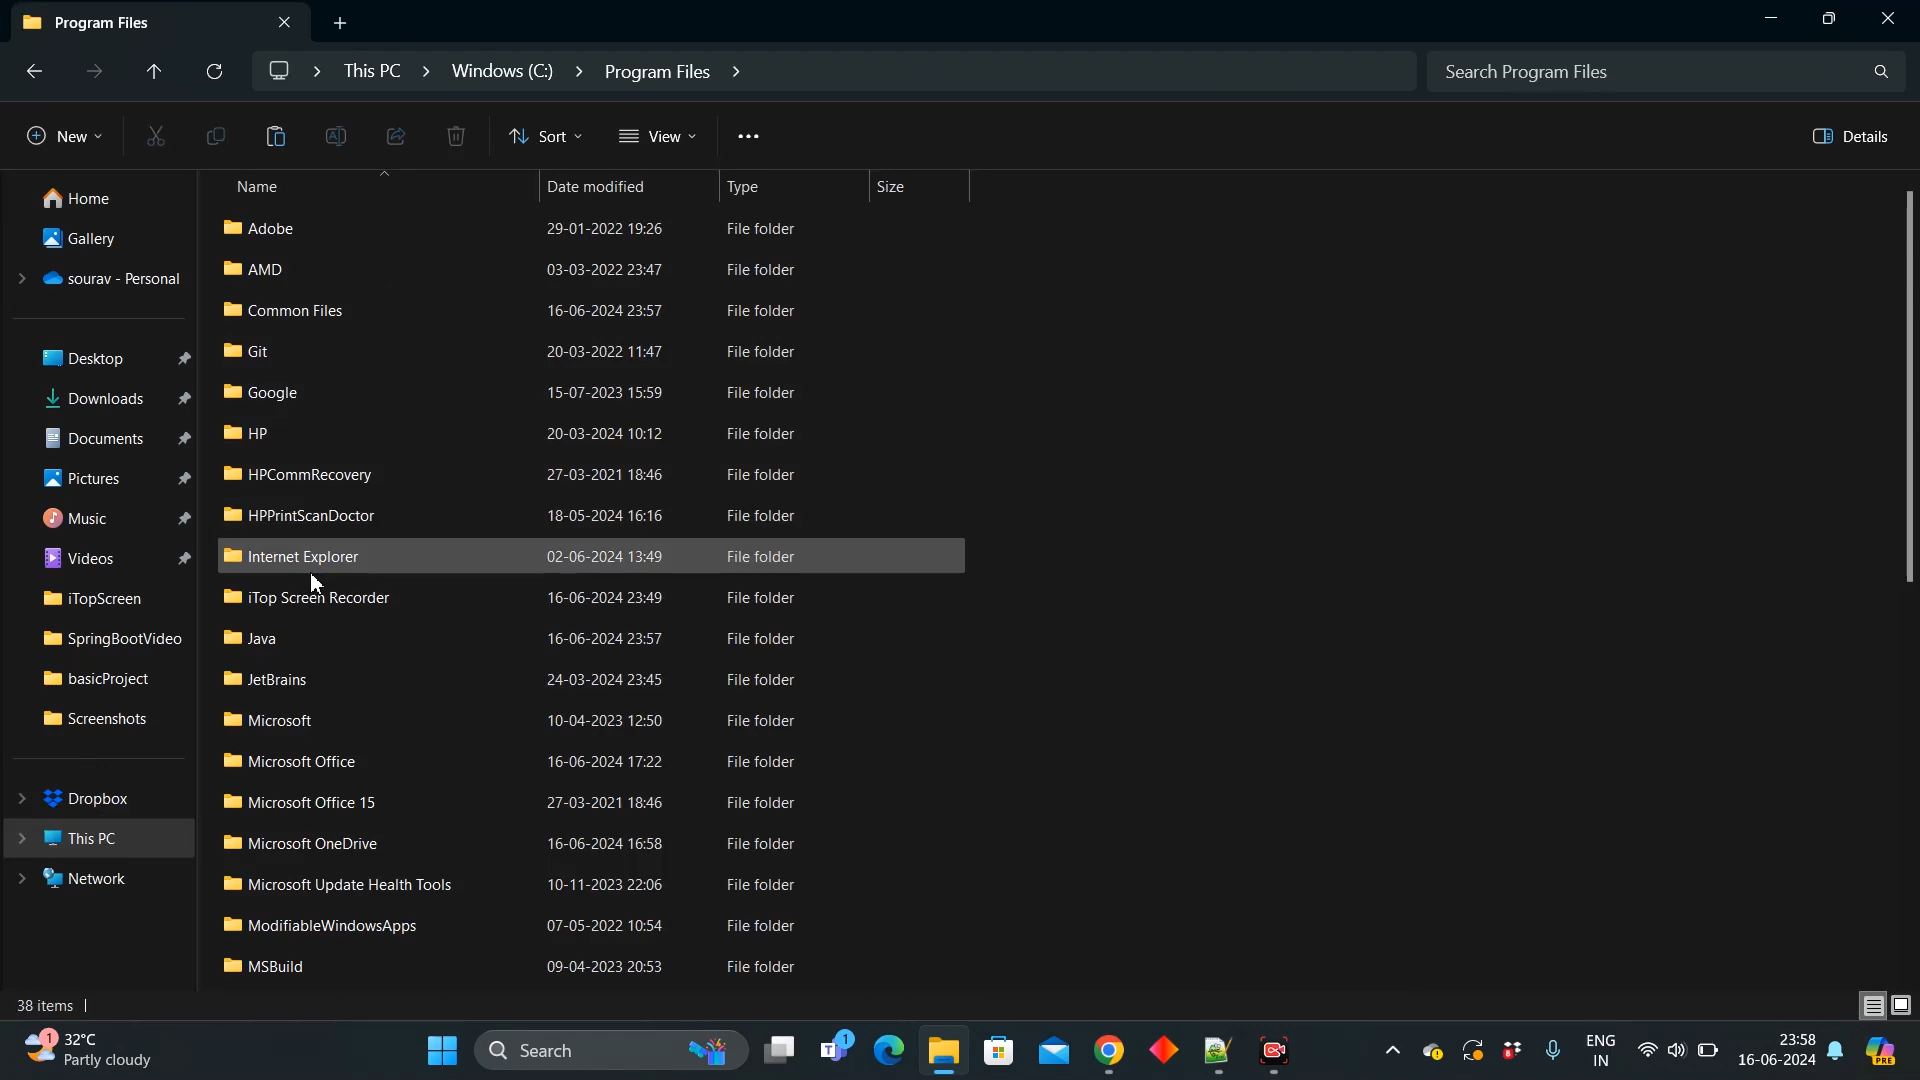 Program Files
This PC > Windows (C:) > Program Files >
Search Program Files
New
Sort
View
Details
Home
Gallery
sourav - Personal
Desktop
Downloads
Documents
Pictures
Music
Videos
iTopScreen
SpringBootVideo
basicProject
Screenshots
Dropbox
This PC
Network
Name Date modified Type Size
Adobe 29-01-2022 19:26 File folder
AMD 03-03-2022 23:47 File folder
Common Files 16-06-2024 23:57 File folder
Git 20-03-2022 11:47 File folder
Google 15-07-2023 15:59 File folder
HP 20-03-2024 10:12 File folder
HPCommRecovery 27-03-2021 18:46 File folder
HPPrintScanDoctor 18-05-2024 16:16 File folder
Internet Explorer 02-06-2024 13:49 File folder
iTop Screen Recorder 16-06-2024 23:49 File folder
Java 16-06-2024 23:57 File folder
JetBrains 24-03-2024 23:45 File folder
Microsoft 10-04-2023 12:50 File folder
Microsoft Office 16-06-2024 17:22 File folder
Microsoft Office 15 27-03-2021 18:46 File folder
Microsoft OneDrive 16-06-2024 16:58 File folder
Microsoft Update Health Tools 10-11-2023 22:06 File folder
ModifiableWindowsApps 07-05-2022 10:54 File folder
MSBuild 09-04-2023 20:53 File folder
38 items
1
32°C
Partly cloudy
Search
1
8
ENG
IN
23:58
16-06-2024
PRE